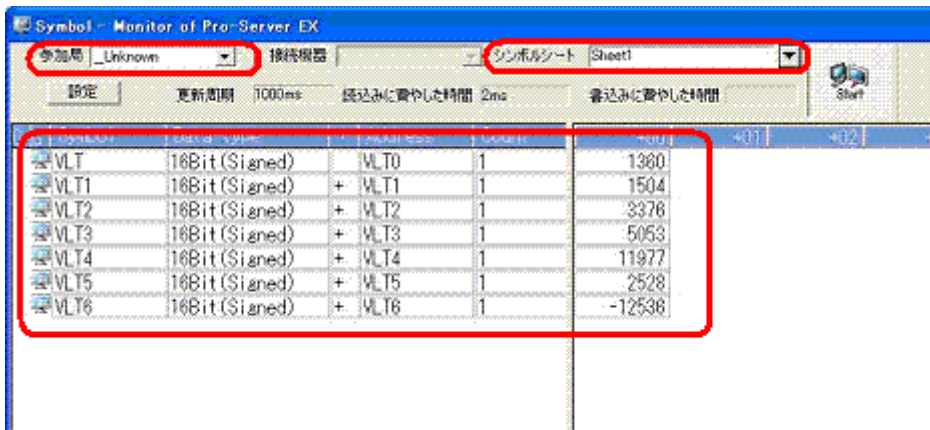 Symbol - Monitor of Pro-Server EX
参加局 _Unknown 接続機器 シンボルシート Sheet1
設定 更新周期 1000ms 読込みに費やした時間 2ms 書込みに費やした時間 Start
Symbol Data Type Address Count +00 +01 +02
VLT 16Bit(Signed) VLT0 1 1360
VLT1 16Bit(Signed) + VLT1 1 1504
VLT2 16Bit(Signed) + VLT2 1 3376
VLT3 16Bit(Signed) + VLT3 1 5053
VLT4 16Bit(Signed) + VLT4 1 11977
VLT5 16Bit(Signed) + VLT5 1 2528
VLT6 16Bit(Signed) + VLT6 1 -12536